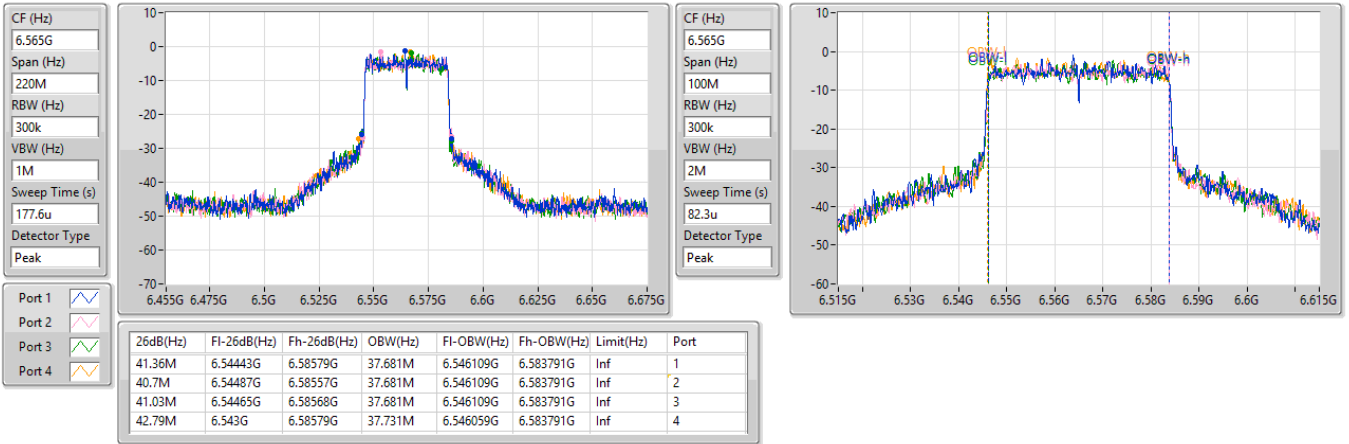 CF (Hz)
6.565G
Span (Hz)
220M
RBW (Hz)
300k
VBW (Hz)
1M
Sweep Time (s)
177.6u
Detector Type
Peak
10-
0-
-10-
-20-
-30-
-40-
-50-
-60-
-70-
6.455G 6.475G 6.5G 6.525G 6.55G 6.575G 6.6G 6.625G 6.65G 6.675G
CF (Hz)
6.565G
Span (Hz)
100M
RBW (Hz)
300k
VBW (Hz)
2M
Sweep Time (s)
82.3u
Detector Type
Peak
10-
0-
-10-
-20-
-30-
-40-
-50-
-60-
OBW-l OBW-h
6.515G 6.53G 6.54G 6.55G 6.56G 6.57G 6.58G 6.59G 6.6G 6.615G
Port 1
Port 2
Port 3
Port 4
26dB(Hz) Fl-26dB(Hz) Fh-26dB(Hz) OBW(Hz) Fl-OBW(Hz) Fh-OBW(Hz) Limit(Hz) Port
41.36M 6.54443G 6.58579G 37.681M 6.546109G 6.583791G Inf 1
40.7M 6.54487G 6.58557G 37.681M 6.546109G 6.583791G Inf 2
41.03M 6.54465G 6.58568G 37.681M 6.546109G 6.583791G Inf 3
42.79M 6.543G 6.58579G 37.731M 6.546059G 6.583791G Inf 4